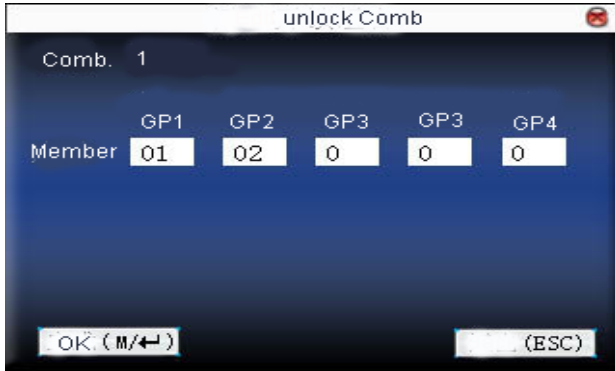 unlock Comb
Comb. 1
GP1 GP2 GP3 GP3 GP4
Member 01 02 0 0 0
OK (M/↵) (ESC)